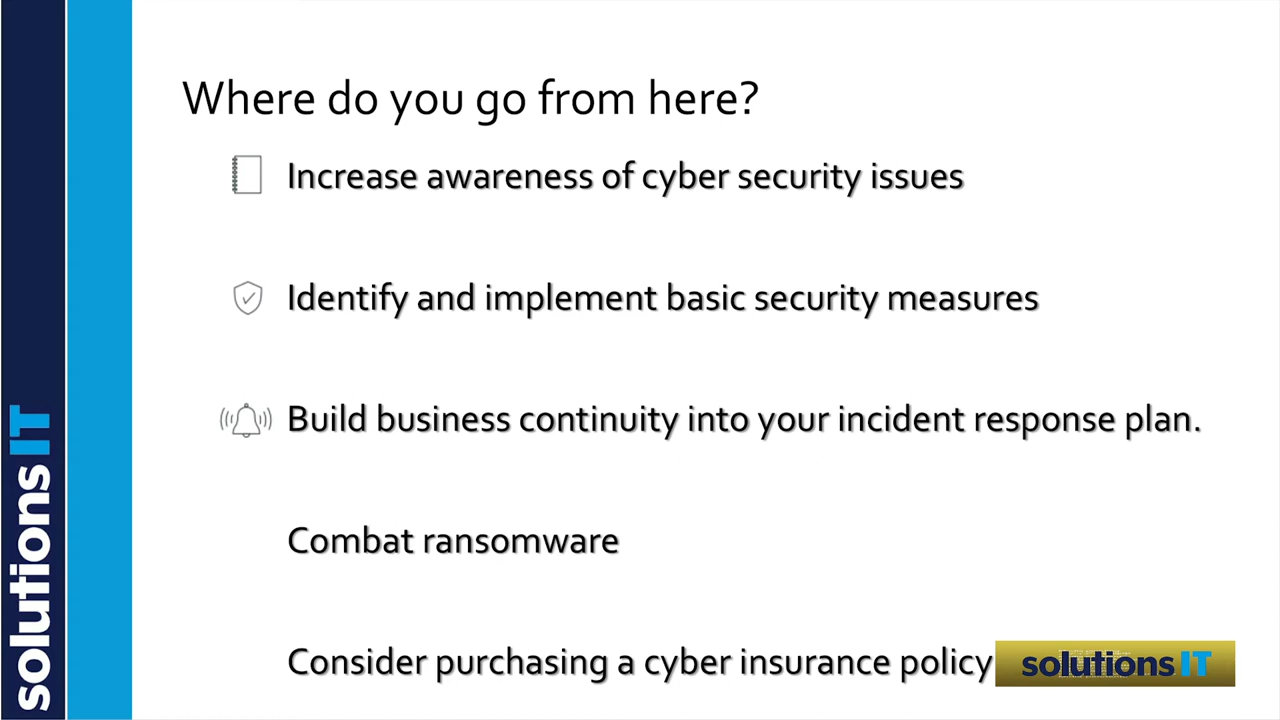 Where do you go from here?
Increase awareness of cyber security issues
Identify and implement basic security measures
Build business continuity into your incident response plan.
Combat ransomware
Consider purchasing a cyber insurance policy
solutions IT
solutions IT